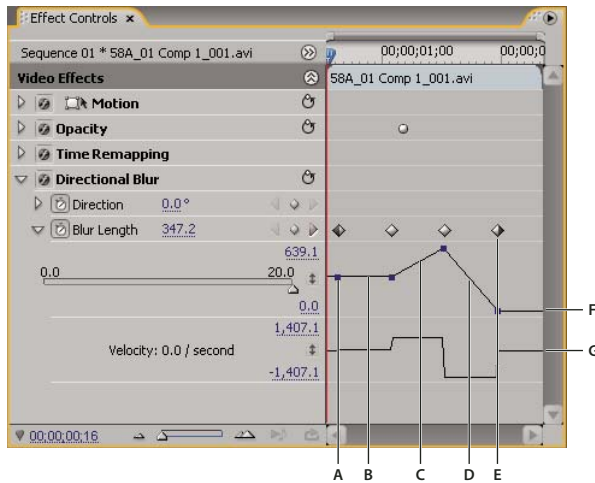 Effect Controls ×
Sequence 01 * 58A_01 Comp 1_001.avi
00;00;01;00
00;00;0
Video Effects
58A_01 Comp 1_001.avi
Motion
Opacity
Time Remapping
Directional Blur
Direction 0.0°
Blur Length 347.2
639.1
0.0 20.0
0.0
F
1,407.1
Velocity: 0.0 / second
G
-1,407.1
00;00;00;16
A B C D E